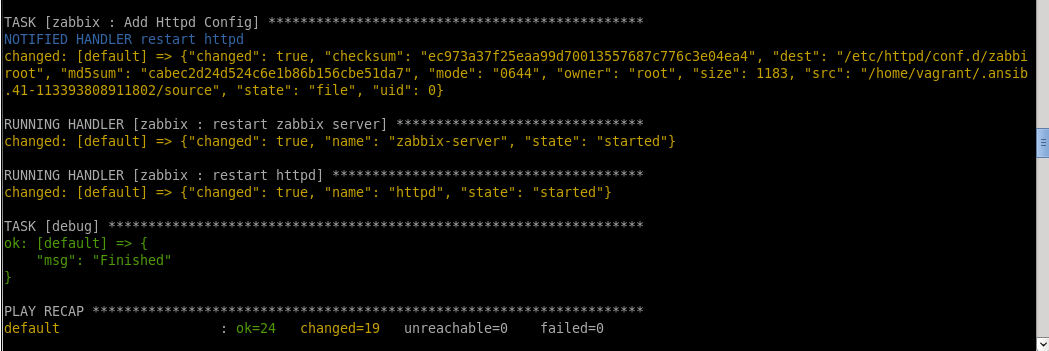 TASK [zabbix : Add Httpd Config] ***********************************************
NOTIFIED HANDLER restart httpd
changed: [default] => {"changed": true, "checksum": "ec973a37f25eaa99d70013557687c776c3e04ea4", "dest": "/etc/httpd/conf.d/zabbi
root", "md5sum": "cabec2d24d524c6e1b86b156cbe51da7", "mode": "0644", "owner": "root", "size": 1183, "src": "/home/vagrant/.ansib
.41-113393808911802/source", "state": "file", "uid": 0}
RUNNING HANDLER [zabbix : restart zabbix server] *******************************
changed: [default] => {"changed": true, "name": "zabbix-server", "state": "started"}
RUNNING HANDLER [zabbix : restart httpd] ***************************************
changed: [default] => {"changed": true, "name": "httpd", "state": "started"}
TASK [debug] *******************************************************************
ok: [default] => {
    "msg": "Finished"
}
PLAY RECAP *********************************************************************
default                    : ok=24   changed=19   unreachable=0    failed=0